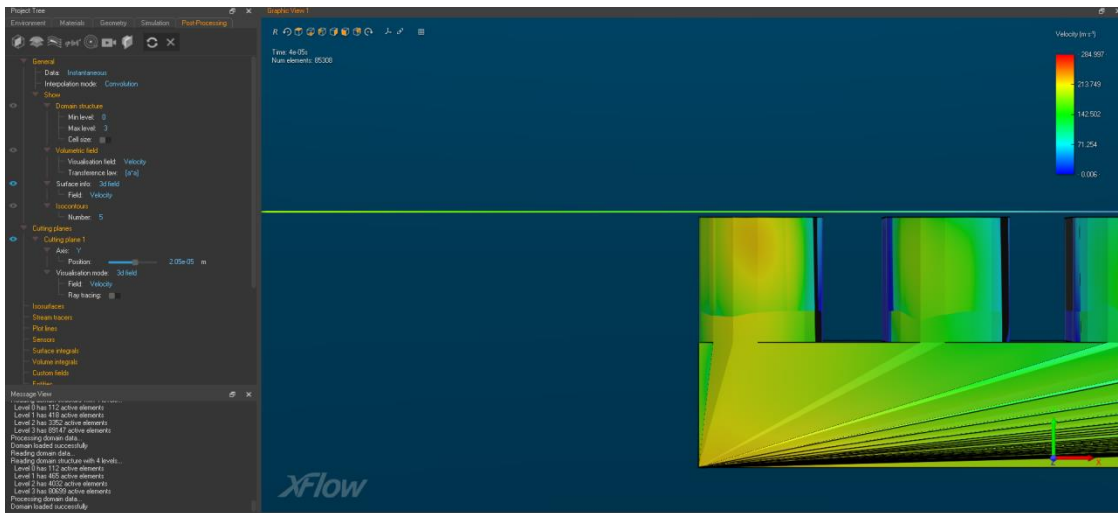 Project Tree
Environment Materials Geometry Simulation Post-Processing
General
Data: Instantaneous
Interpolation mode: Convolution
Show
Domain structure
Min level: 0
Max level: 3
Cell size:
Volumetric field
Visualisation field: Velocity
Transference law: [a*a]
Surface info: 3d field
Field: Velocity
Isocontours
Number: 5
Cutting planes
Cutting plane 1
Axis: Y
Position: 2.05e-05 m
Visualisation mode: 3d field
Field: Velocity
Ray tracing:
Isosurfaces
Stream tracers
Plot lines
Sensors
Surface integrals
Volume integrals
Custom fields
Entities
Message View
Level 0 has 112 active elements
Level 1 has 418 active elements
Level 2 has 3352 active elements
Level 3 has 89147 active elements
Processing domain data...
Domain loaded successfully
Reading domain data...
Reading domain structure with 4 levels...
Level 0 has 112 active elements
Level 1 has 465 active elements
Level 2 has 4032 active elements
Level 3 has 80699 active elements
Processing domain data...
Domain loaded successfully
Graphic View 1
R
Time: 4e-05s
Num elements: 85308
Velocity (m s⁻¹)
284.997
213.749
142.502
71.254
0.006
XFlow
Y
Z
X